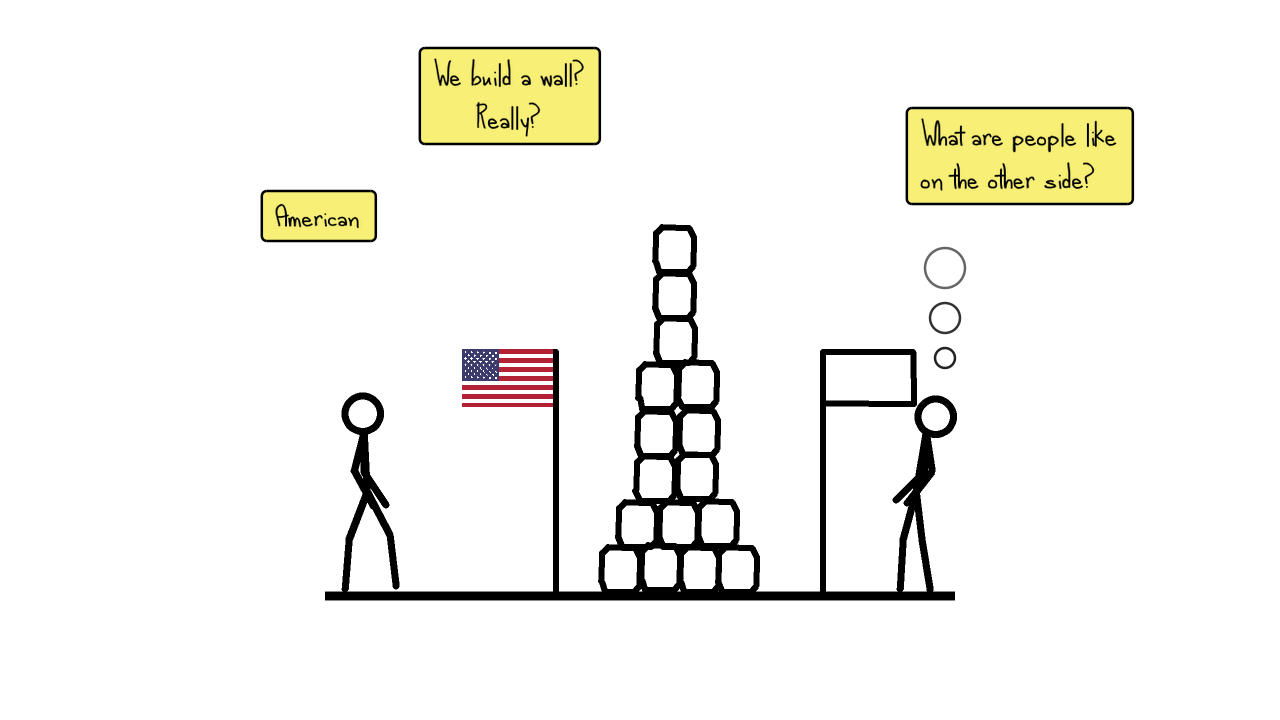 We build a wall?
Really?
What are people like
on the other side?
American